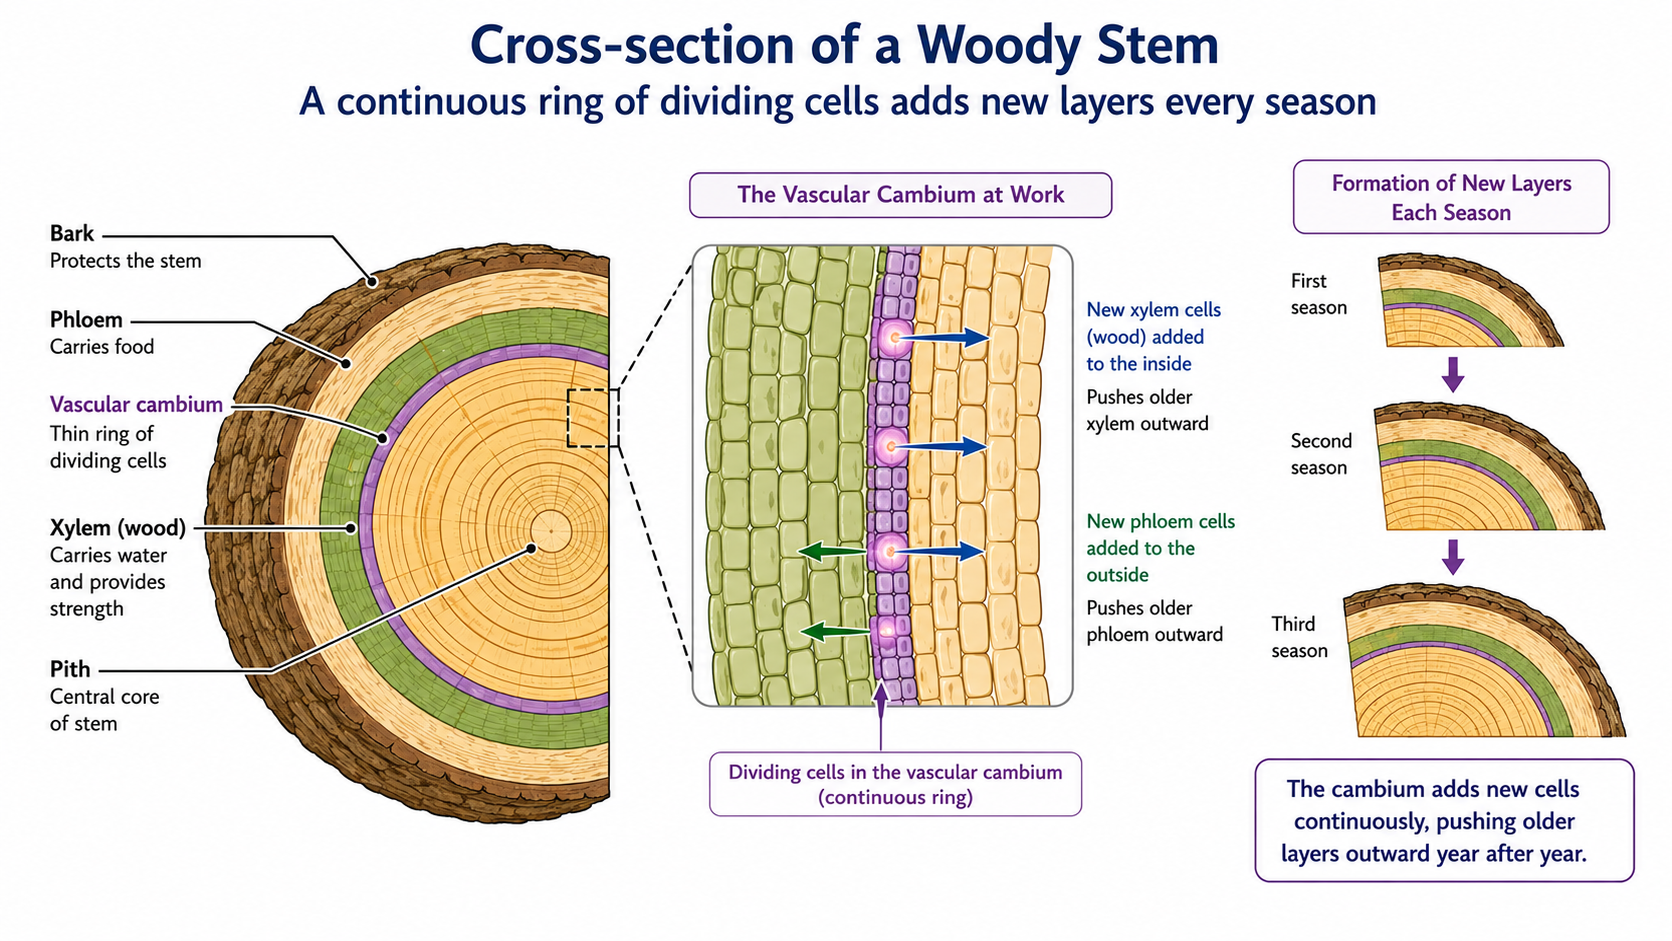 Cross-section of a Woody Stem
A continuous ring of dividing cells adds new layers every season
Bark
Protects the stem
Phloem
Carries food
Vascular cambium
Thin ring of
dividing cells
Xylem (wood)
Carries water
and provides
strength
Pith
Central core
of stem
The Vascular Cambium at Work
New xylem cells
(wood) added
to the inside
Pushes older
xylem outward
New phloem cells
added to the
outside
Pushes older
phloem outward
Dividing cells in the vascular cambium
(continuous ring)
Formation of New Layers
Each Season
First
season
Second
season
Third
season
The cambium adds new cells
continuously, pushing older
layers outward year after year.